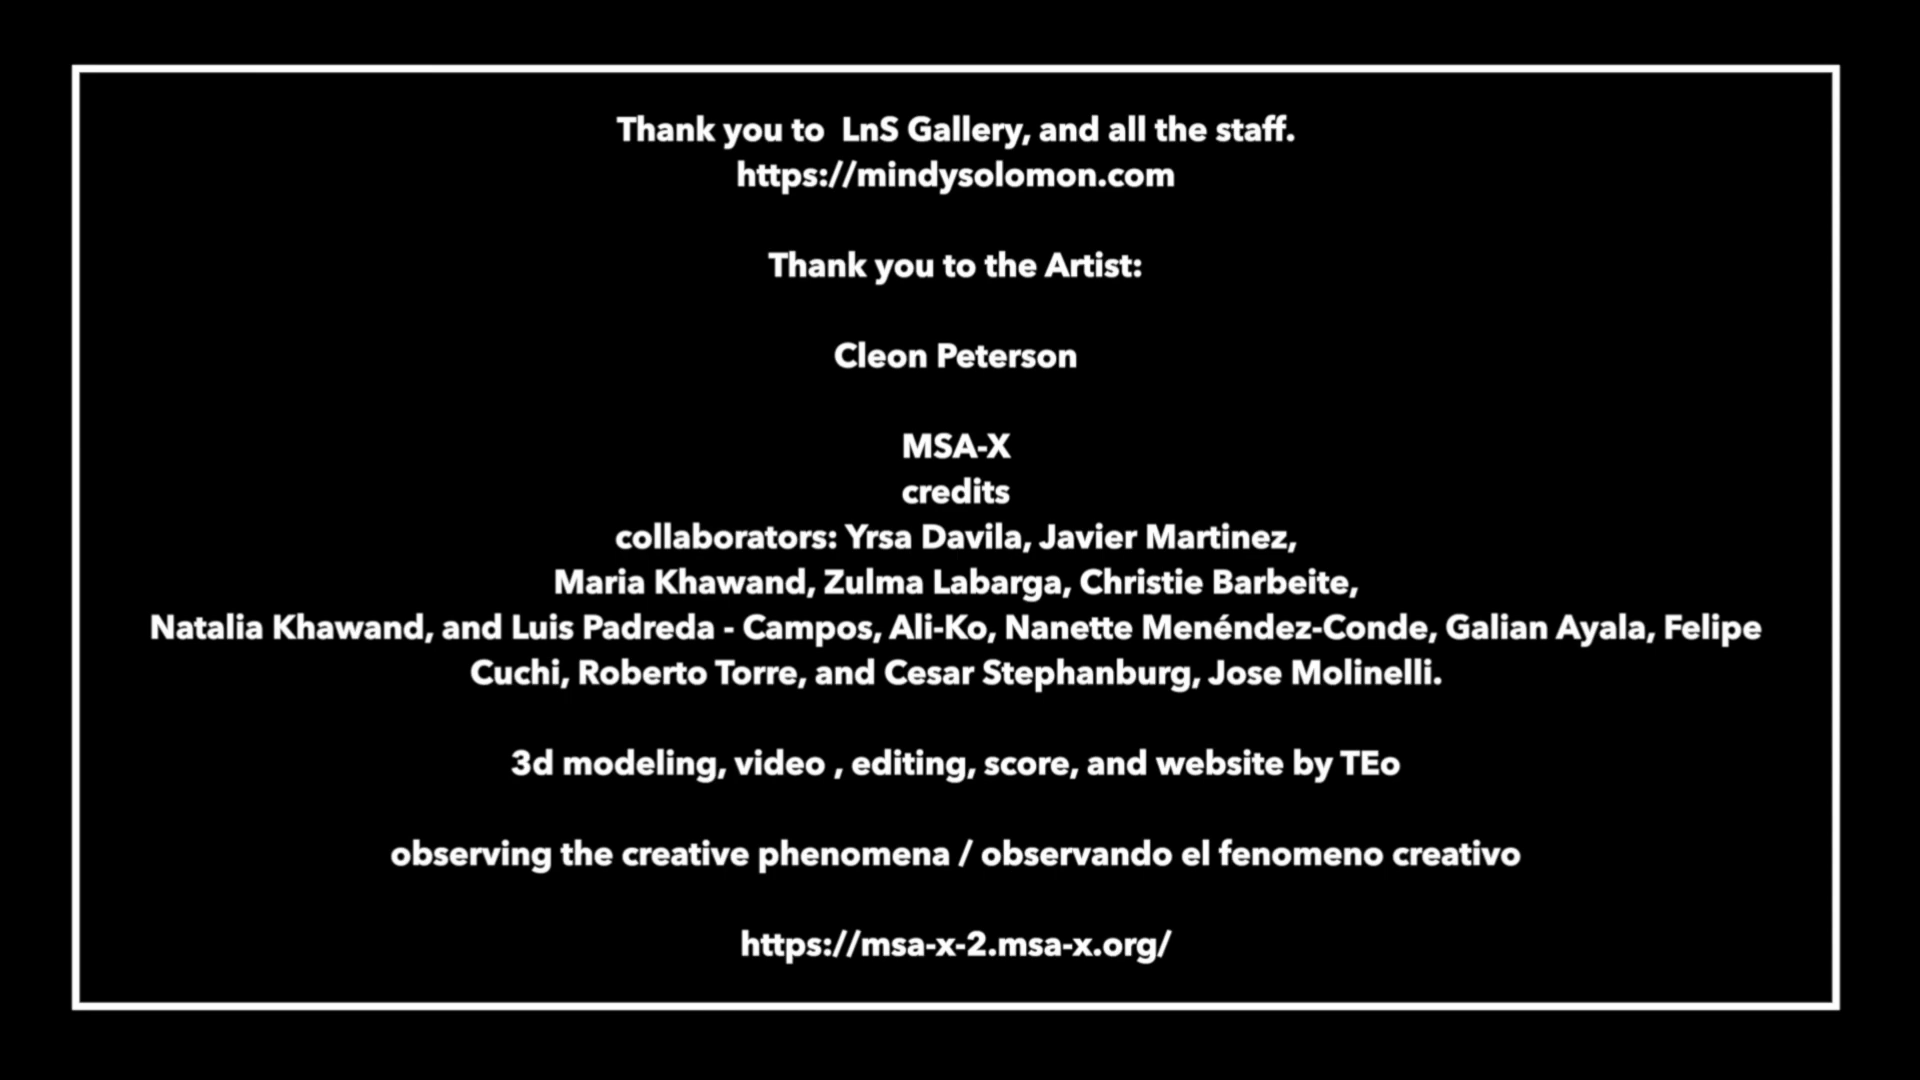 Thank you to  LnS Gallery, and all the staff.
https://mindysolomon.com
Thank you to the Artist:
Cleon Peterson
MSA-X
credits
collaborators: Yrsa Davila, Javier Martinez,
Maria Khawand, Zulma Labarga, Christie Barbeite,
Natalia Khawand, and Luis Padreda - Campos, Ali-Ko, Nanette Menéndez-Conde, Galian Ayala, Felipe
Cuchi, Roberto Torre, and Cesar Stephanburg, Jose Molinelli.
3d modeling, video , editing, score, and website by TEo
observing the creative phenomena / observando el fenomeno creativo
https://msa-x-2.msa-x.org/